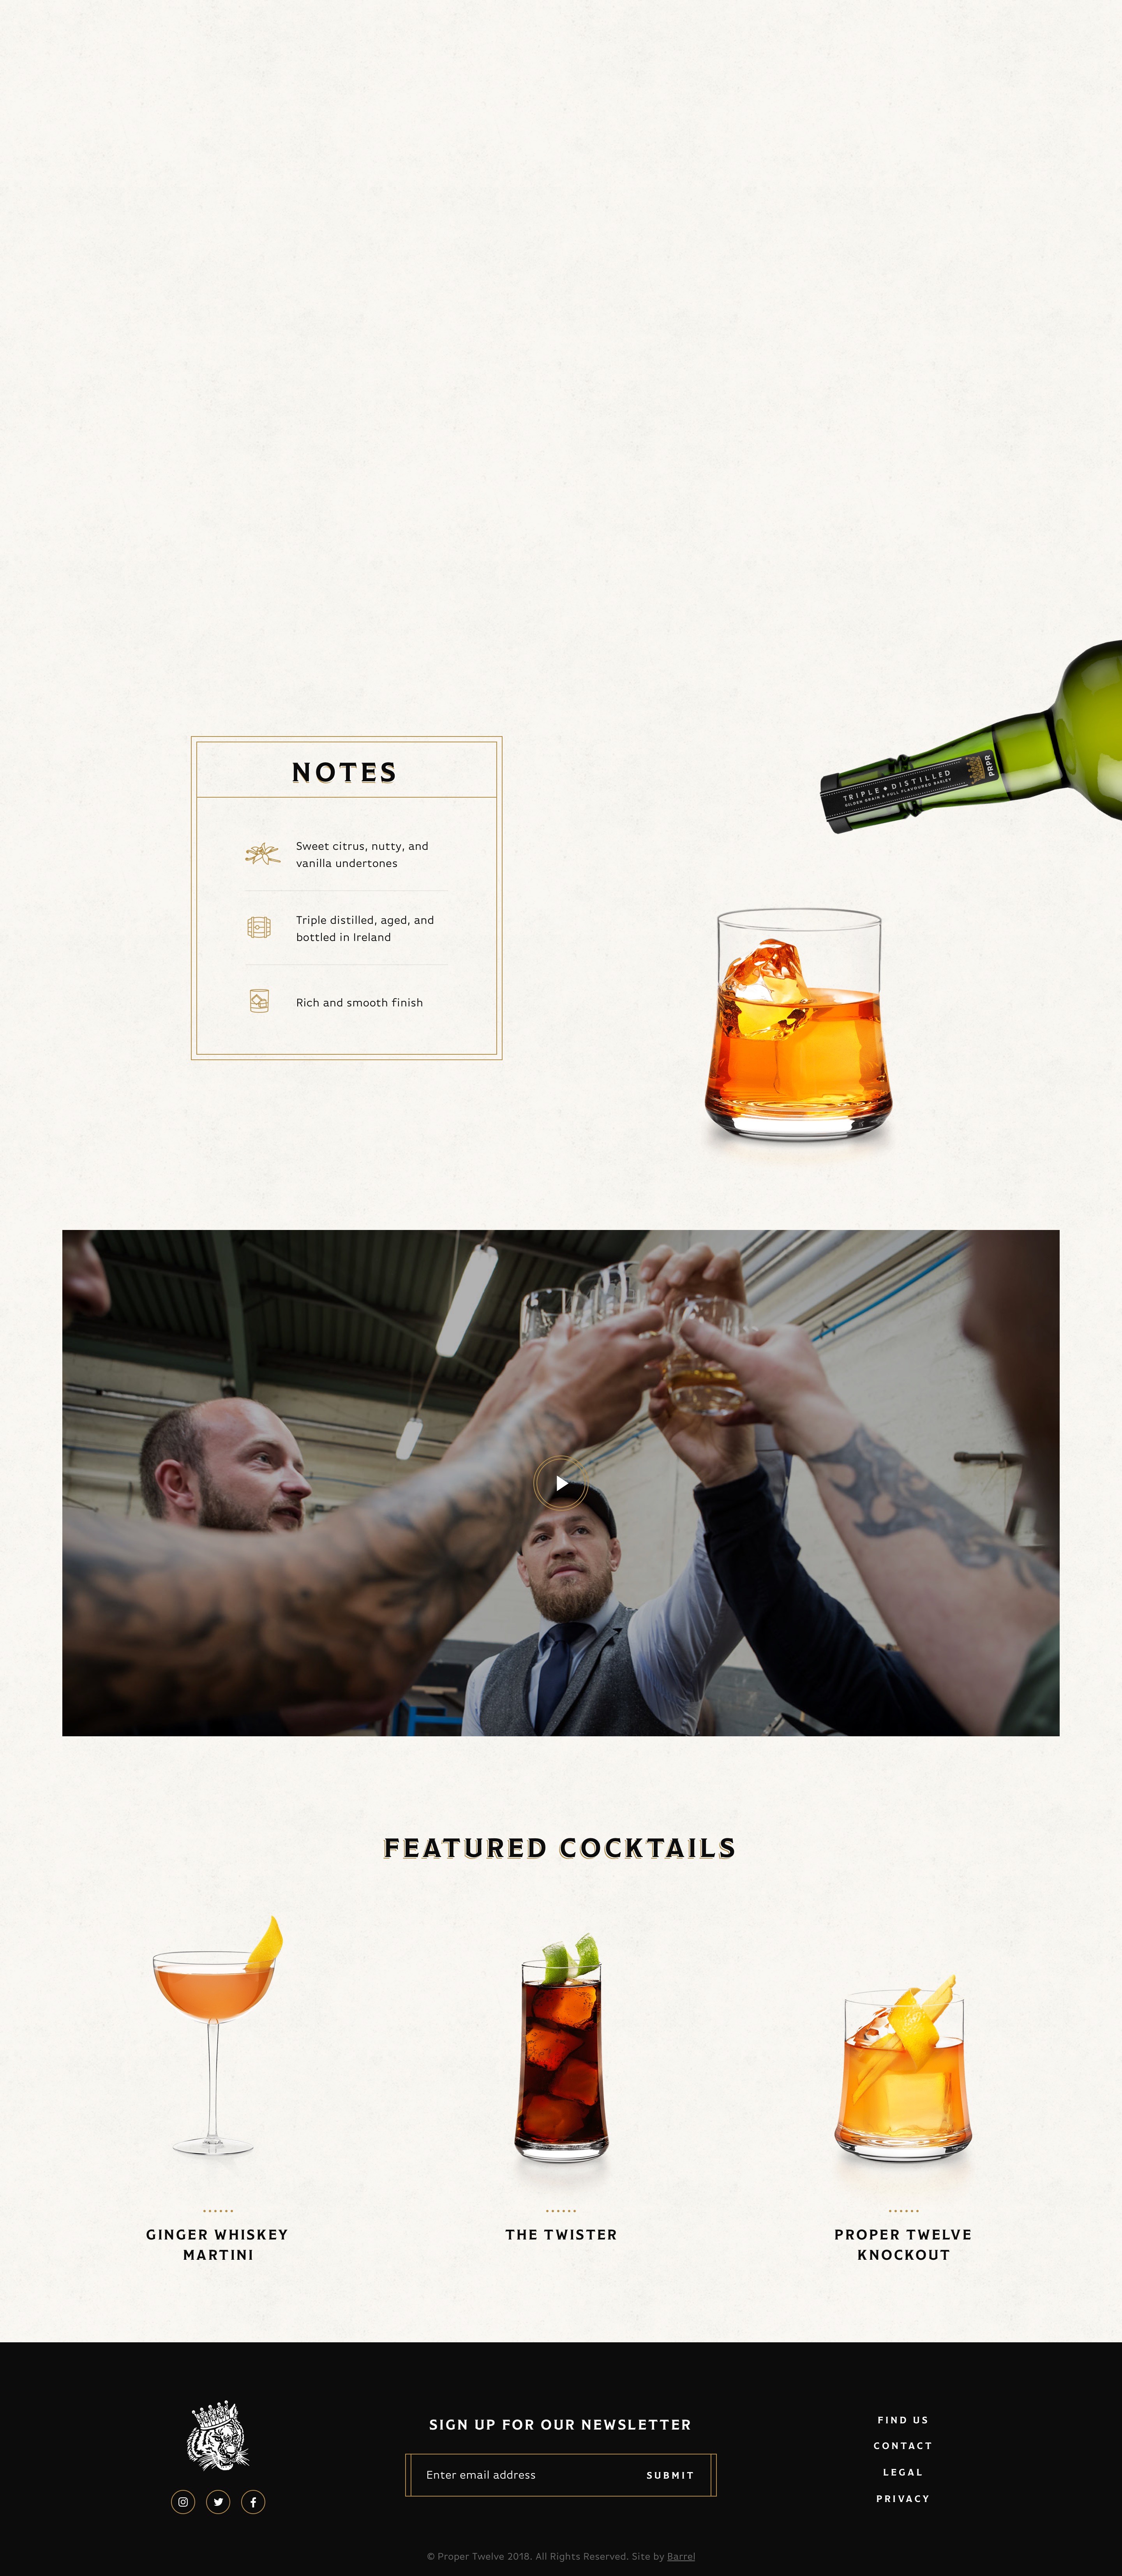 NOTES
Sweet citrus, nutty, and
vanilla undertones
Triple distilled, aged, and
bottled in Ireland
Rich and smooth finish
TRIPLE DISTILLED
GOLDEN GRAIN & FULL FLAVOURED BARLEY
PRPR
FEATURED COCKTAILS
GINGER WHISKEY
MARTINI
THE TWISTER
PROPER TWELVE
KNOCKOUT
SIGN UP FOR OUR NEWSLETTER
Enter email address
SUBMIT
FIND US
CONTACT
LEGAL
PRIVACY
© Proper Twelve 2018. All Rights Reserved. Site by Barrel